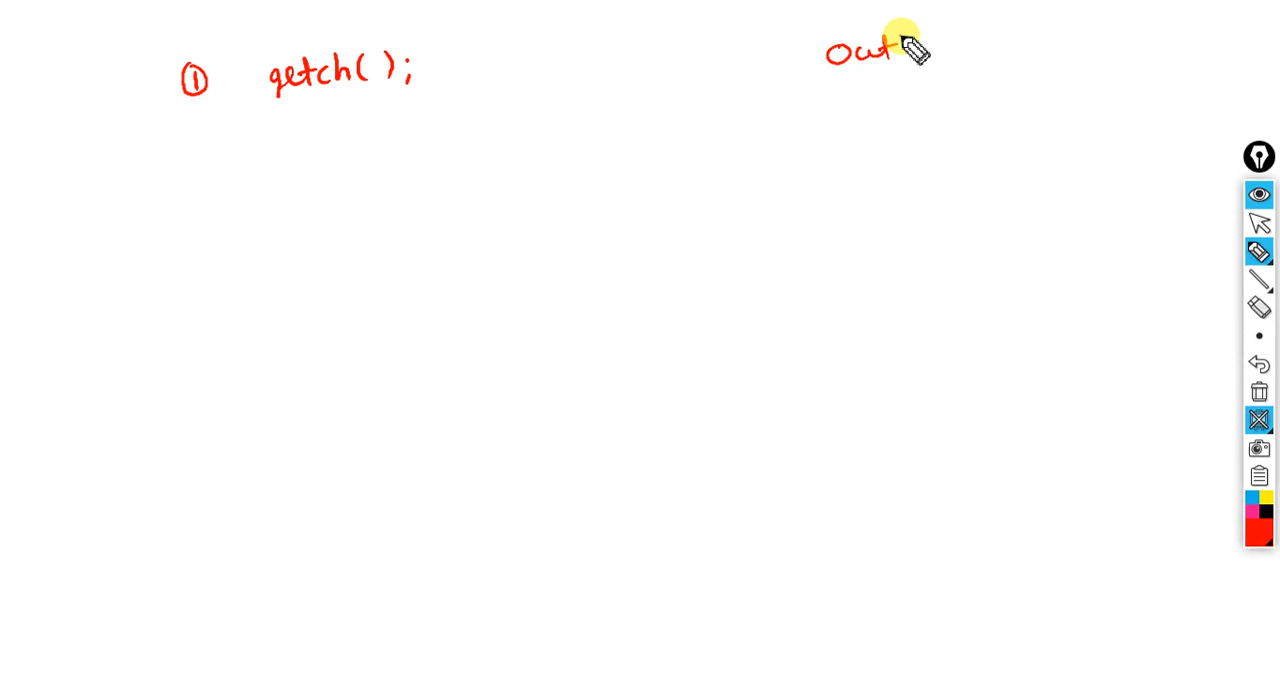 ① getch( );
Out